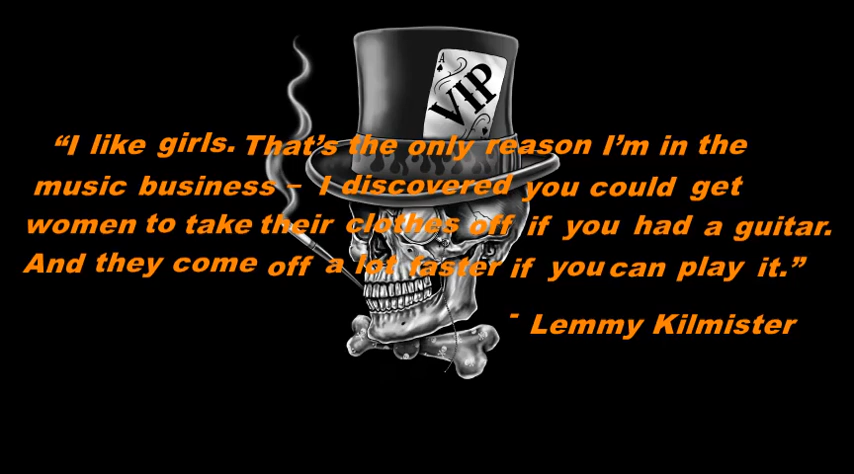 A
VIP
“I like girls. That’s the only reason I’m in the
music business – I discovered you could get
women to take their clothes off if you had a guitar.
And they come off a lot faster if you can play it.”
- Lemmy Kilmister